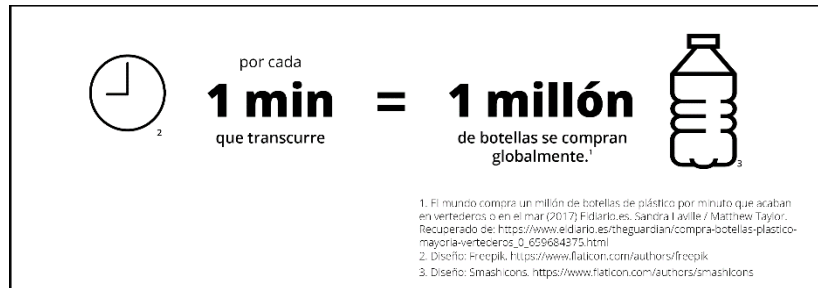 por cada
1 min = 1 millón
que transcurre
de botellas se compran
globalmente.¹
2
3
1. El mundo compra un millón de botellas de plástico por minuto que acaban
en vertederos o en el mar (2017) Eldiario.es. Sandra Laville / Matthew Taylor.
Recuperado de: https://www.eldiario.es/theguardian/compra-botellas-plastico-
mayoria-vertederos_0_659684375.html
2. Diseño: Freepik. https://www.flaticon.com/authors/freepik
3. Diseño: Smashicons. https://www.flaticon.com/authors/smashicons